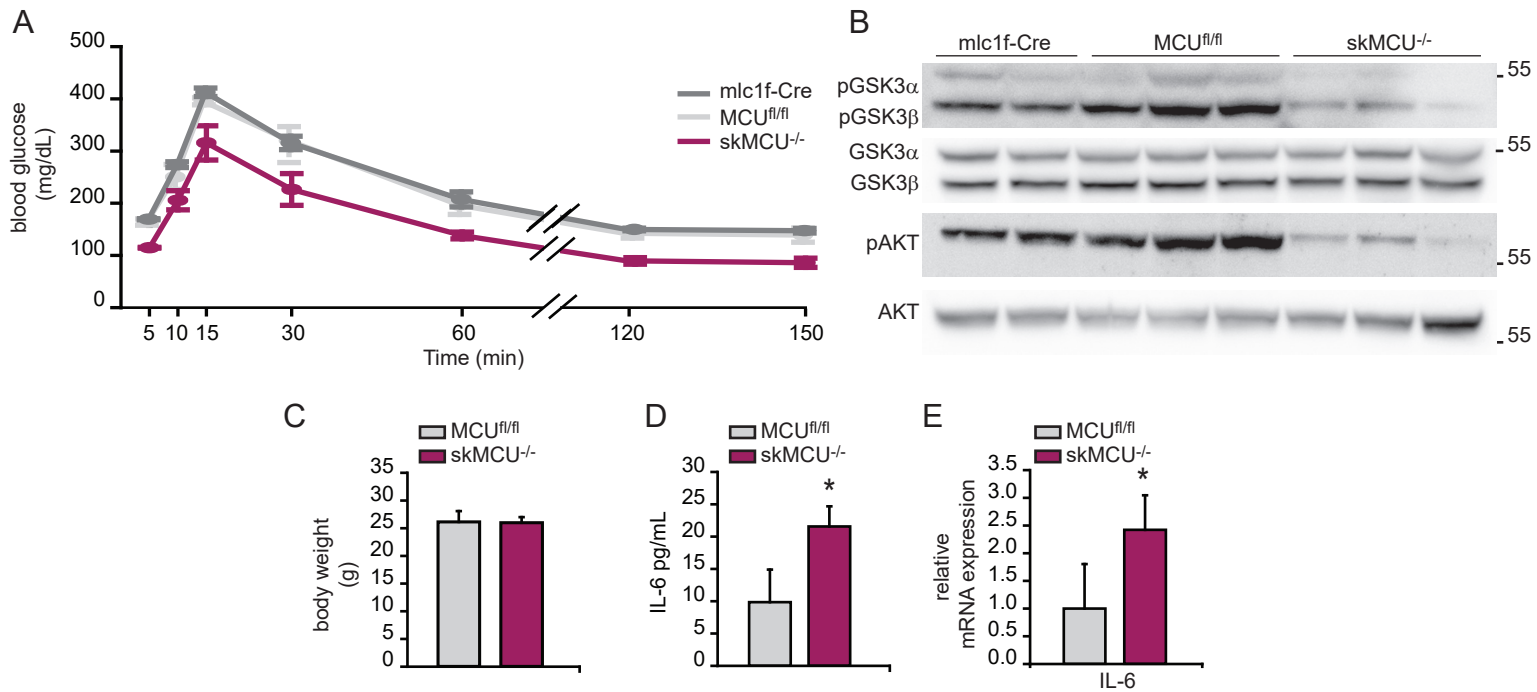 A
500
400
300
200
100
0
blood glucose
(mg/dL)
mlc1f-Cre
MCUfl/fl
skMCU-/-
5 10 15 30 60 120 150
Time (min)
B
mlc1f-Cre MCUfl/fl skMCU-/-
pGSK3α
pGSK3β
55
GSK3α
GSK3β
55
pAKT
55
AKT
55
C
MCUfl/fl
skMCU-/-
35
30
25
20
15
10
5
0
body weight
(g)
D
MCUfl/fl
skMCU-/-
30
25
20
15
10
5
0
IL-6 pg/mL
*
E
MCUfl/fl
skMCU-/-
3.5
3.0
2.5
2.0
1.5
1.0
0.5
0.0
relative
mRNA expression
*
IL-6